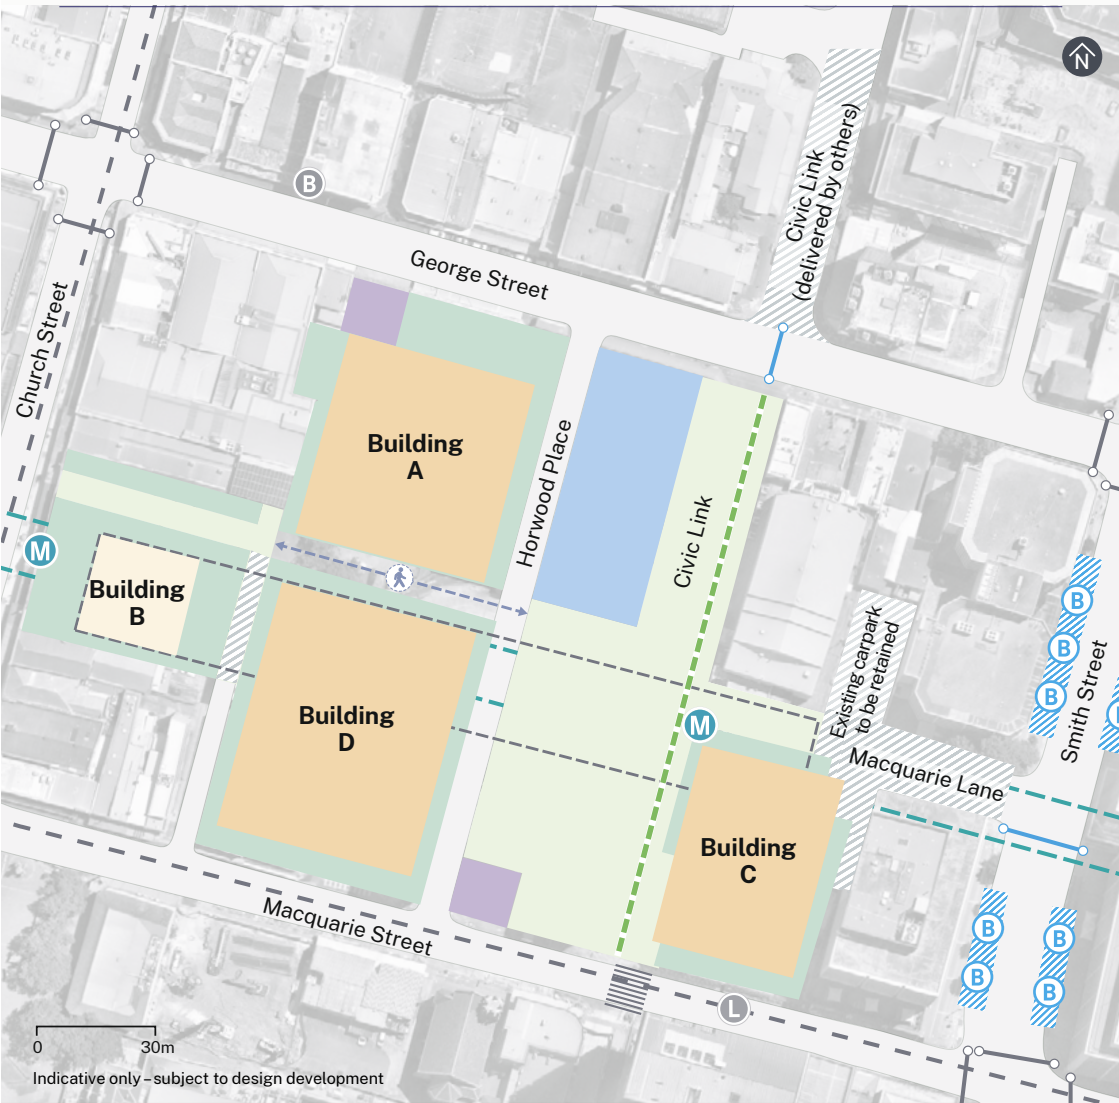 N
Civic Link
(delivered by others)
B
George Street
Church Street
Building
A
Horwood Place
Civic Link
M
Building
B
B
B
B
Existing carpark
to be retained
Smith Street
Building
D
M
Macquarie Lane
Building
C
Macquarie Street
B
B
B
B
L
0 30m
Indicative only – subject to design development